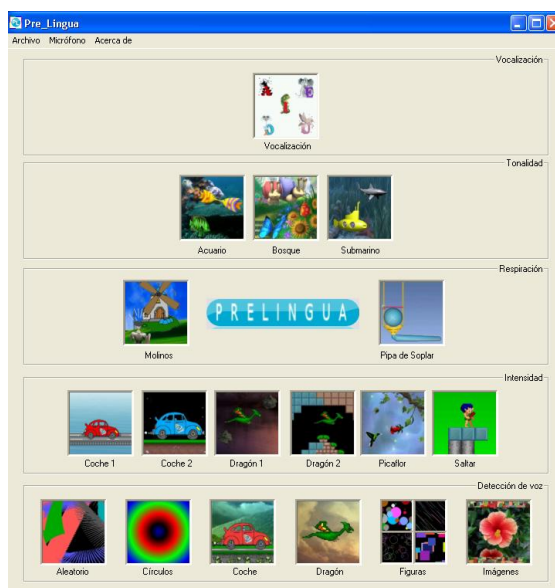 Pre_Lingua
Archivo Micrófono Acerca de
Vocalización
Vocalización
Tonalidad
Acuario Bosque Submarino
Respiración
PRELINGUA
Molinos Pipa de Soplar
Intensidad
Coche 1 Coche 2 Dragón 1 Dragón 2 Picaflor Saltar
Detección de voz
Aleatorio Círculos Coche Dragón Figuras Imágenes